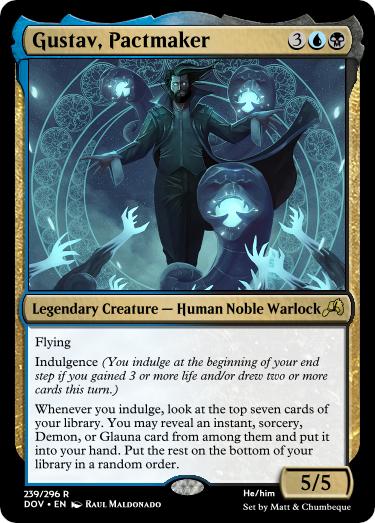 Gustav, Pactmaker 3
Legendary Creature — Human Noble Warlock
Flying
Indulgence (You indulge at the beginning of your end
step if you gained 3 or more life and/or drew two or more
cards this turn.)
Whenever you indulge, look at the top seven cards of
your library. You may reveal an instant, sorcery,
Demon, or Glauna card from among them and put it
into your hand. Put the rest on the bottom of your
library in a random order.
5/5
239/296 R
DOV • EN Raul Maldonado
He/him
Set by Matt & Chumbeque